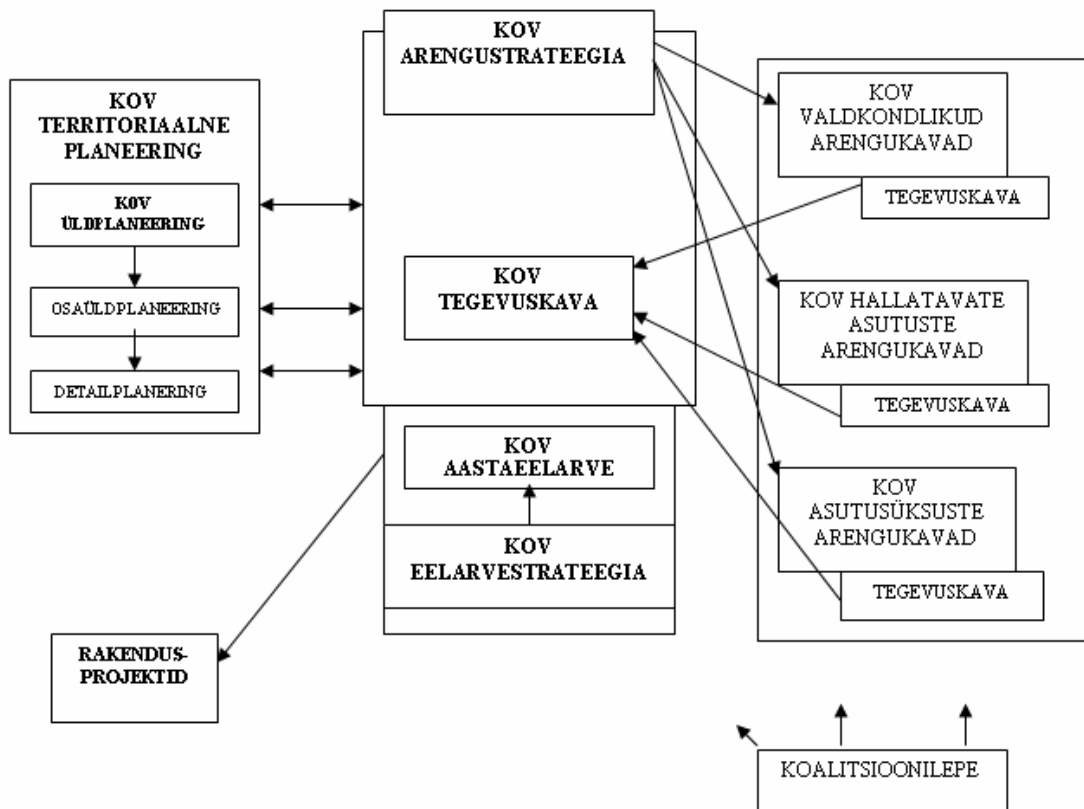 KOV
ARENGUSTRATEEGIA
KOV
TERRITORIAALNE
PLANEERING
KOV
ÜLDPLANEERING
OSAÜLDPLANEERING
DETAILPLANERING
KOV
TEGEVUSKAVA
KOV
AASTAEELARVE
KOV
EELARVESTRATEEGIA
RAKENDUS-
PROJEKTID
KOV
VALDKONDLIKUD
ARENGUKAVAD
TEGEVUSKAVA
KOV HALLATAVATE
ASUTUSTE
ARENGUKAVAD
TEGEVUSKAVA
KOV
ASUTUSÜKSUSTE
ARENGUKAVAD
TEGEVUSKAVA
KOALITSIOONILEPE